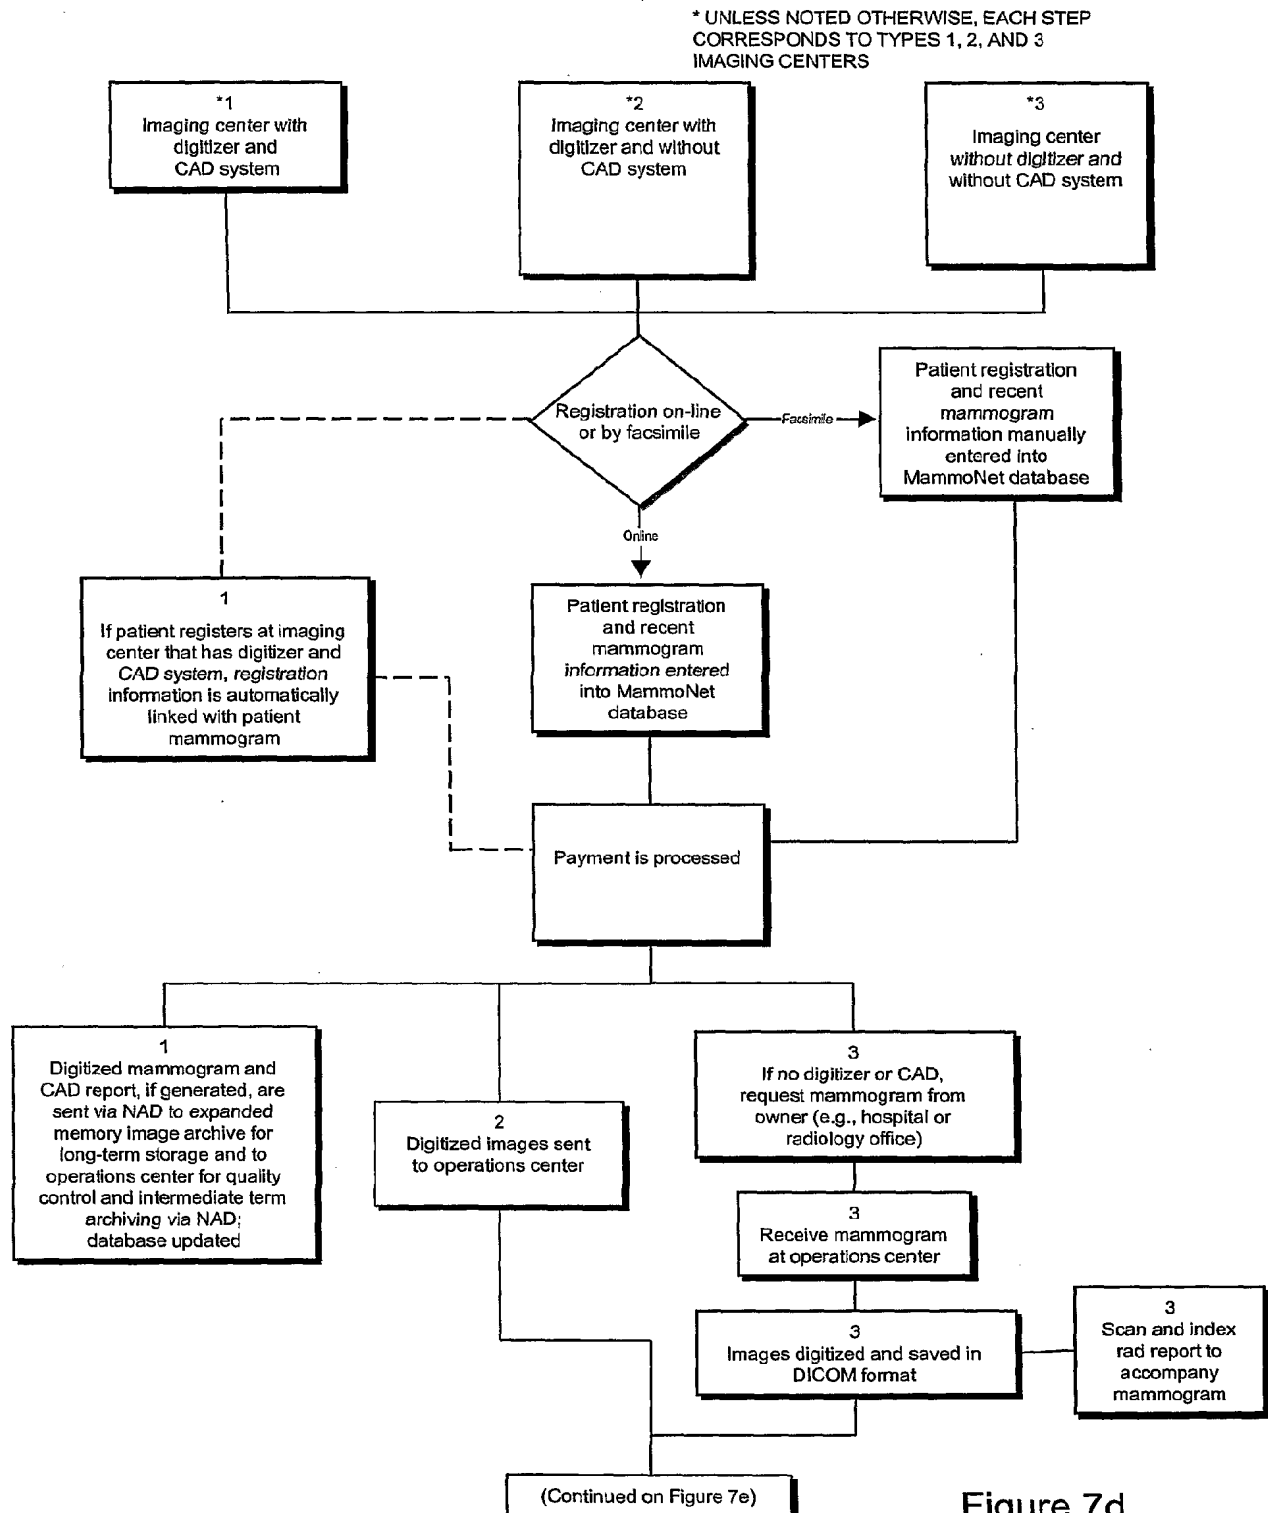 * UNLESS NOTED OTHERWISE, EACH STEP
CORRESPONDS TO TYPES 1, 2, AND 3
IMAGING CENTERS
*1
Imaging center with
digitizer and
CAD system
*2
Imaging center with
digitizer and without
CAD system
*3
Imaging center
without digitizer and
without CAD system
Registration on-line
or by facsimile
Facsimile
Patient registration
and recent
mammogram
information manually
entered into
MammoNet database
Online
1
If patient registers at imaging
center that has digitizer and
CAD system, registration
information is automatically
linked with patient
mammogram
Patient registration
and recent
mammogram
information entered
into MammoNet
database
Payment is processed
1
Digitized mammogram and
CAD report, if generated, are
sent via NAD to expanded
memory image archive for
long-term storage and to
operations center for quality
control and intermediate term
archiving via NAD;
database updated
2
Digitized images sent
to operations center
3
If no digitizer or CAD,
request mammogram from
owner (e.g., hospital or
radiology office)
3
Receive mammogram
at operations center
3
Images digitized and saved in
DICOM format
3
Scan and index
rad report to
accompany
mammogram
(Continued on Figure 7e)
Figure 7d